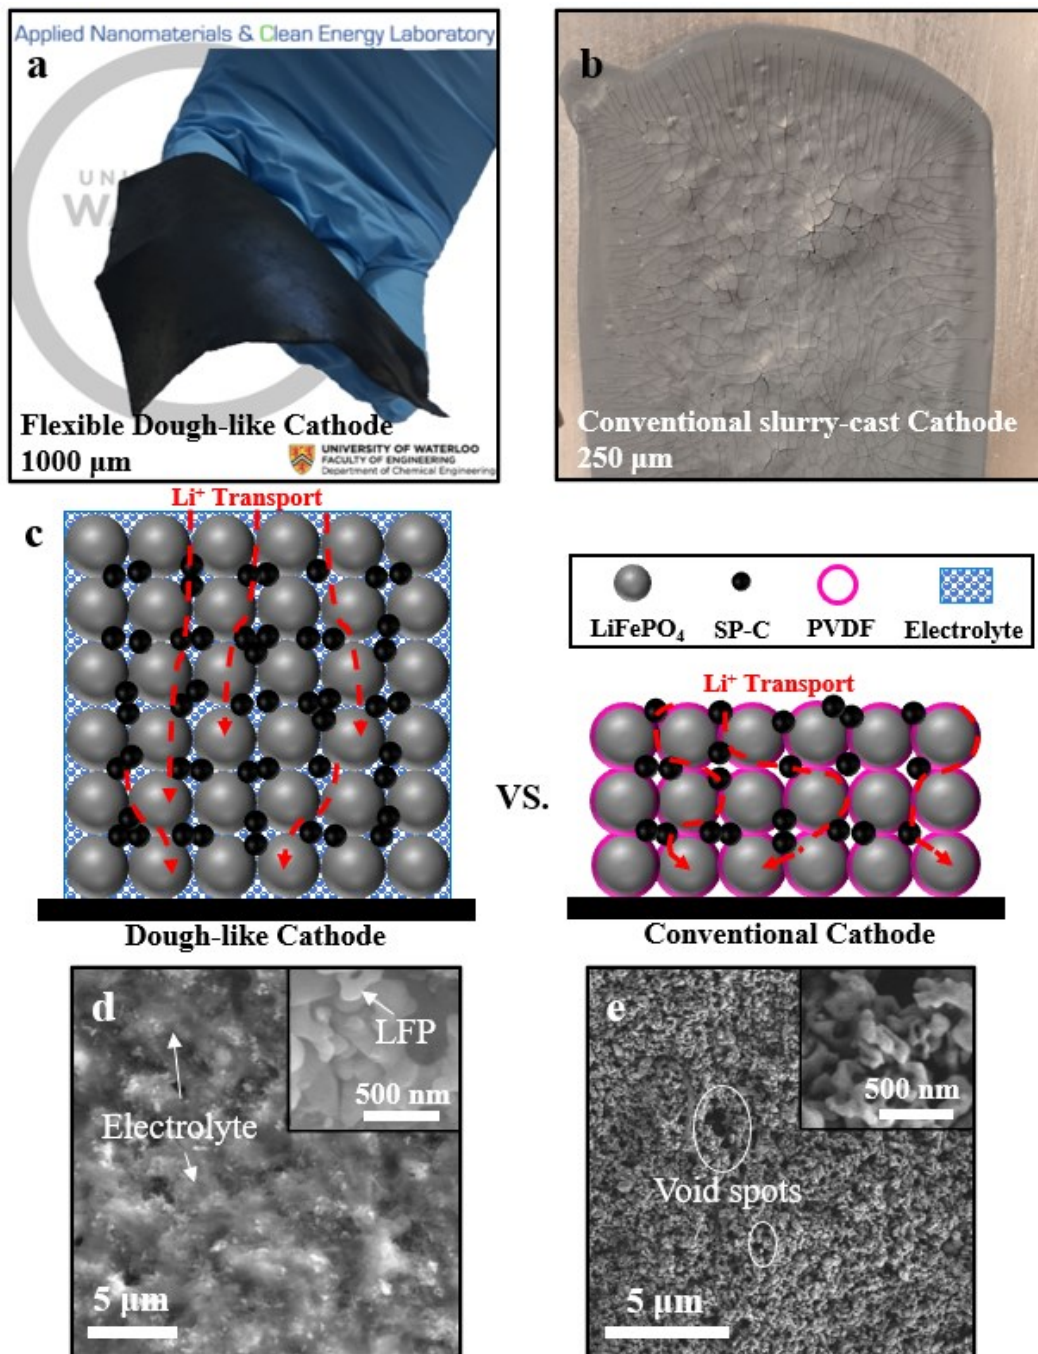 Applied Nanomaterials & Clean Energy Laboratory
a
Flexible Dough-like Cathode
1000 μm
UNIVERSITY OF WATERLOO
FACULTY OF ENGINEERING
Department of Chemical Engineering
b
Conventional slurry-cast Cathode
250 μm
c
Li⁺ Transport
Dough-like Cathode
VS.
LiFePO₄
SP-C
PVDF
Electrolyte
Li⁺ Transport
Conventional Cathode
d
LFP
500 nm
Electrolyte
5 μm
e
500 nm
Void spots
5 μm